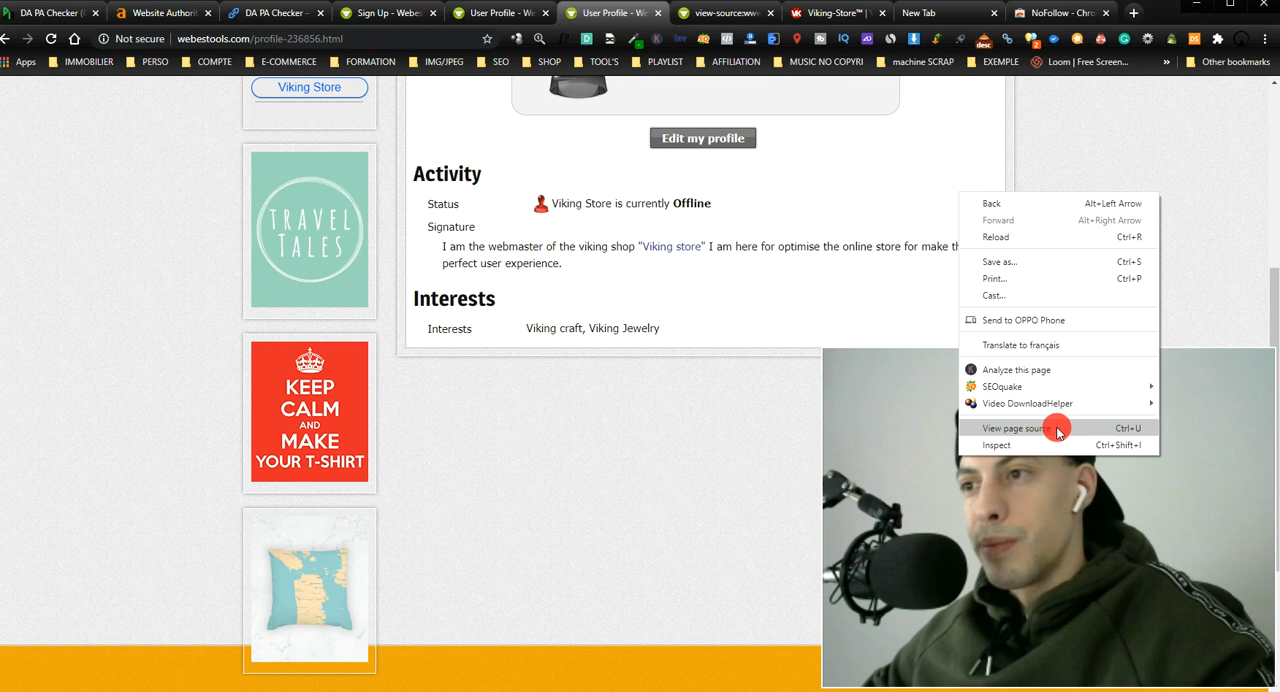 DA PA Checker (
Website Authori
DA PA Checker –
Sign Up - Webes
User Profile - We
User Profile - We
view-source:ww
Viking-Store™ |
New Tab
NoFollow - Chro
Not secure webestools.com/profile-236856.html
Apps IMMOBILIER PERSO COMPTE E-COMMERCE FORMATION IMG/JPEG SEO SHOP TOOL'S PLAYLIST AFFILIATION MUSIC NO COPYRI machine SCRAP EXEMPLE Loom | Free Screen... » Other bookmarks
Viking Store
Edit my profile
Activity
Status Viking Store is currently Offline
Signature
I am the webmaster of the viking shop "Viking store" I am here for optimise the online store for make th
perfect user experience.
Interests
Interests Viking craft, Viking Jewelry
TRAVEL
TALES
KEEP
CALM
AND
MAKE
YOUR T-SHIRT
Back Alt+Left Arrow
Forward Alt+Right Arrow
Reload Ctrl+R
Save as... Ctrl+S
Print... Ctrl+P
Cast...
Send to OPPO Phone
Translate to français
Analyze this page
SEOquake
Video DownloadHelper
View page source Ctrl+U
Inspect Ctrl+Shift+I